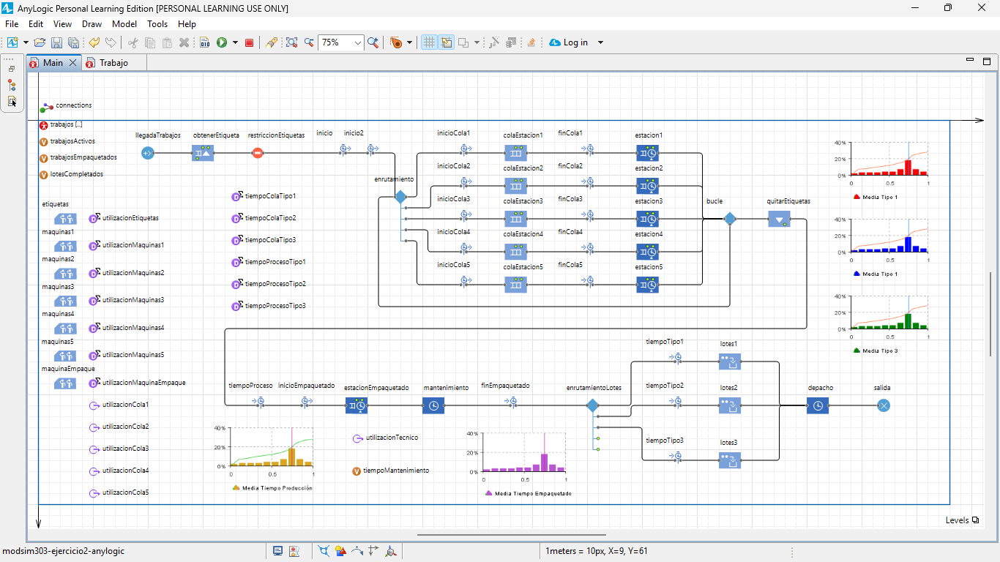 AnyLogic Personal Learning Edition [PERSONAL LEARNING USE ONLY]
File Edit View Draw Model Tools Help
75% Log in
Main Trabajo
connections
trabajos [..]
trabajosActivos
trabajosEmpaquetados
lotesCompletados
llegadaTrabajos obtenerEtiqueta restriccionEtiquetas inicio inicio2
enrutamiento
inicioCola1 colaEstacion1 finCola1 estacion1
inicioCola2 colaEstacion2 finCola2 estacion2
inicioCola3 colaEstacion3 finCola3 estacion3
inicioCola4 colaEstacion4 finCola4 estacion4
inicioCola5 colaEstacion5 finCola5 estacion5
bucle quitarEtiquetas
etiquetas
utilizacionEtiquetas
maquinas1
utilizacionMaquinas1
maquinas2
utilizacionMaquinas2
maquinas3
utilizacionMaquinas3
maquinas4
utilizacionMaquinas4
maquinas5
utilizacionMaquinas5
maquinaEmpaque
utilizacionMaquinaEmpaque
utilizacionCola1
utilizacionCola2
utilizacionCola3
utilizacionCola4
utilizacionCola5
tiempoColaTipo1
tiempoColaTipo2
tiempoColaTipo3
tiempoProcesoTipo1
tiempoProcesoTipo2
tiempoProcesoTipo3
40%
20%
0%
0 0.5 1
Media Tipo 1
40%
20%
0%
0 0.5 1
Media Tipo 1
40%
20%
0%
0 0.5 1
Media Tipo 3
tiempoProceso inicioEmpaquetado estacionEmpaquetado mantenimiento finEmpaquetado enrutamientoLotes
tiempoTipo1 lotes1
tiempoTipo2 lotes2
tiempoTipo3 lotes3
depacho salida
40%
20%
0%
0 0.5 1
Media Tiempo Producción
utilizacionTecnico
tiempoMantenimiento
40%
20%
0%
0 0.5 1
Media Tiempo Empaquetado
Levels
modsim303-ejercicio2-anylogic
1meters = 10px, X=9, Y=61